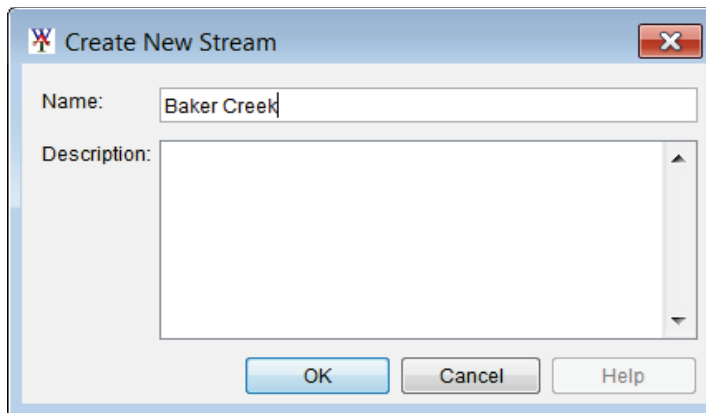 Create New Stream
Name:
Baker Creek
Description:
OK Cancel Help